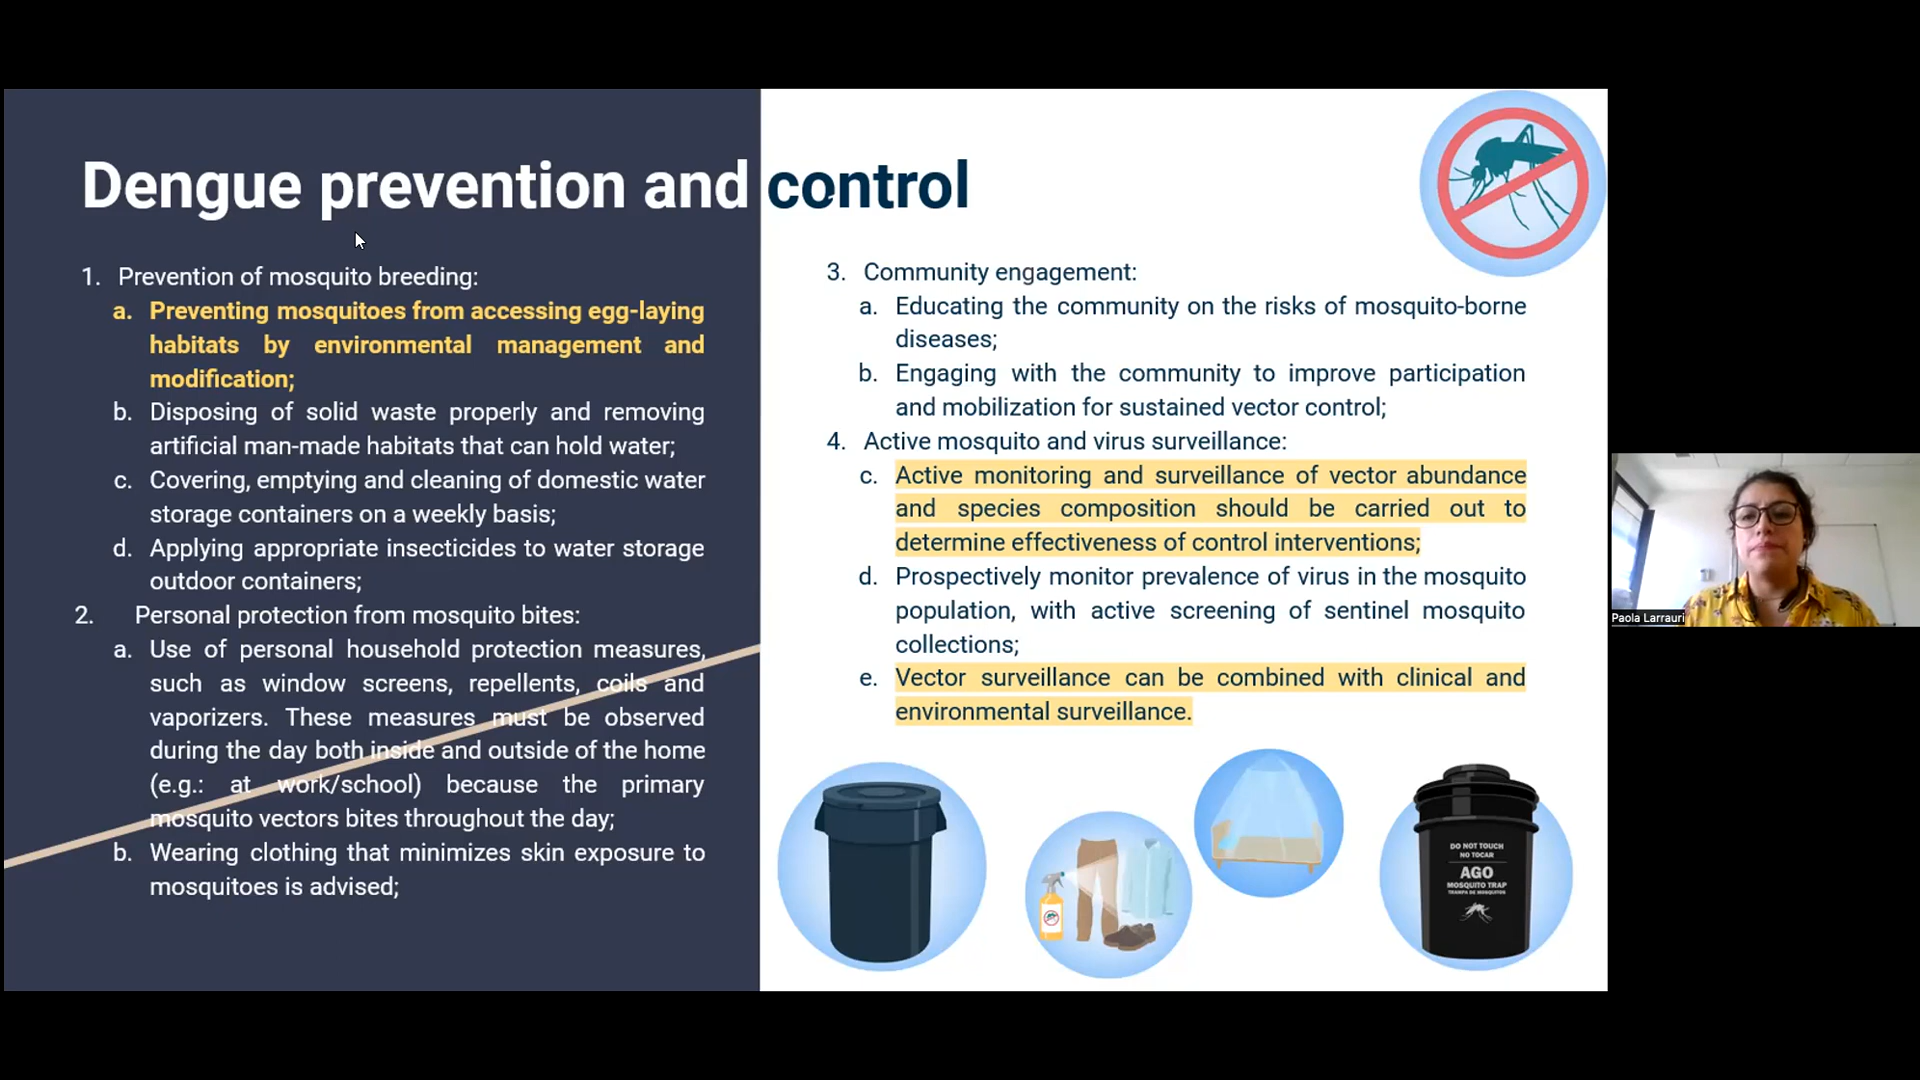 Dengue prevention and control
1. Prevention of mosquito breeding:
a. Preventing mosquitoes from accessing egg-laying
habitats by environmental management and
modification;
b. Disposing of solid waste properly and removing
artificial man-made habitats that can hold water;
c. Covering, emptying and cleaning of domestic water
storage containers on a weekly basis;
d. Applying appropriate insecticides to water storage
outdoor containers;
2. Personal protection from mosquito bites:
a. Use of personal household protection measures,
such as window screens, repellents, coils and
vaporizers. These measures must be observed
during the day both inside and outside of the home
(e.g.: at work/school) because the primary
mosquito vectors bites throughout the day;
b. Wearing clothing that minimizes skin exposure to
mosquitoes is advised;
3. Community engagement:
a. Educating the community on the risks of mosquito-borne
diseases;
b. Engaging with the community to improve participation
and mobilization for sustained vector control;
4. Active mosquito and virus surveillance:
c. Active monitoring and surveillance of vector abundance
and species composition should be carried out to
determine effectiveness of control interventions;
d. Prospectively monitor prevalence of virus in the mosquito
population, with active screening of sentinel mosquito
collections;
e. Vector surveillance can be combined with clinical and
environmental surveillance.
DO NOT TOUCH
NO TOCAR
AGO
MOSQUITO TRAP
TRAMPA DE MOSQUITOS
Paola Larrauri